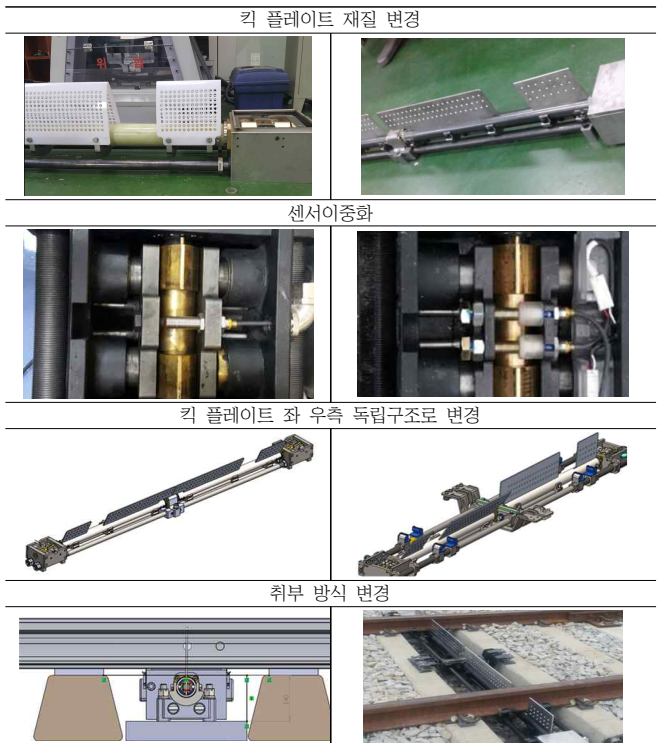 킥 플레이트 재질 변경
위
센서이중화
킥 플레이트 좌 우측 독립구조로 변경
취부 방식 변경